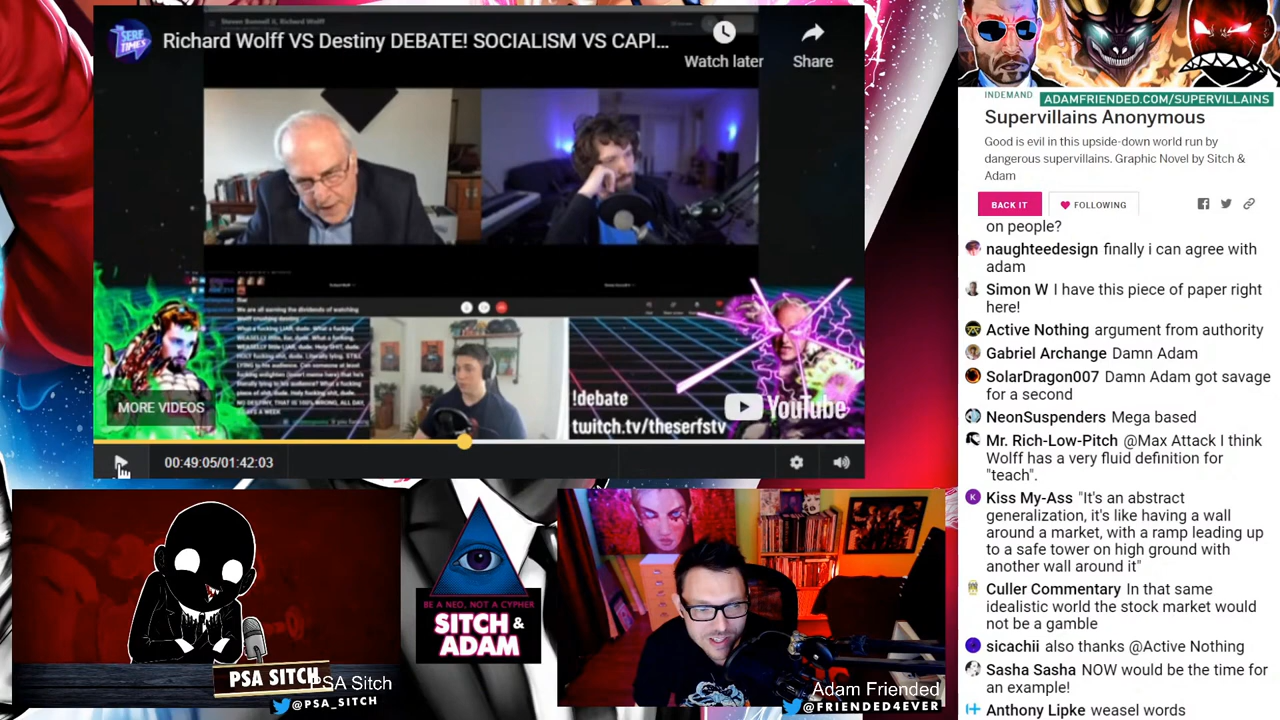 Steven Bonnell II, Richard Wolff
SERF
TIMES
Richard Wolff VS Destiny DEBATE! SOCIALISM VS CAPI...
Watch later
Share
MORE VIDEOS
!debate
twitch.tv/theserfstv
YouTube
00:49:05/01:42:03
PSA SITCH
PSA Sitch
@PSA_SITCH
BE A NEO, NOT A CYPHER
SITCH &
ADAM
Adam Friended
@FRIENDED4EVER
INDEMAND
ADAMFRIENDED.COM/SUPERVILLAINS
Supervillains Anonymous
Good is evil in this upside-down world run by
dangerous supervillains. Graphic Novel by Sitch &
Adam
BACK IT
FOLLOWING
on people?
naughteedesign finally i can agree with
adam
Simon W I have this piece of paper right
here!
Active Nothing argument from authority
Gabriel Archange Damn Adam
SolarDragon007 Damn Adam got savage
for a second
NeonSuspenders Mega based
Mr. Rich-Low-Pitch @Max Attack I think
Wolff has a very fluid definition for
"teach".
Kiss My-Ass "It's an abstract
generalization, it's like having a wall
around a market, with a ramp leading up
to a safe tower on high ground with
another wall around it"
Culler Commentary In that same
idealistic world the stock market would
not be a gamble
sicachii also thanks @Active Nothing
Sasha Sasha NOW would be the time for
an example!
Anthony Lipke weasel words